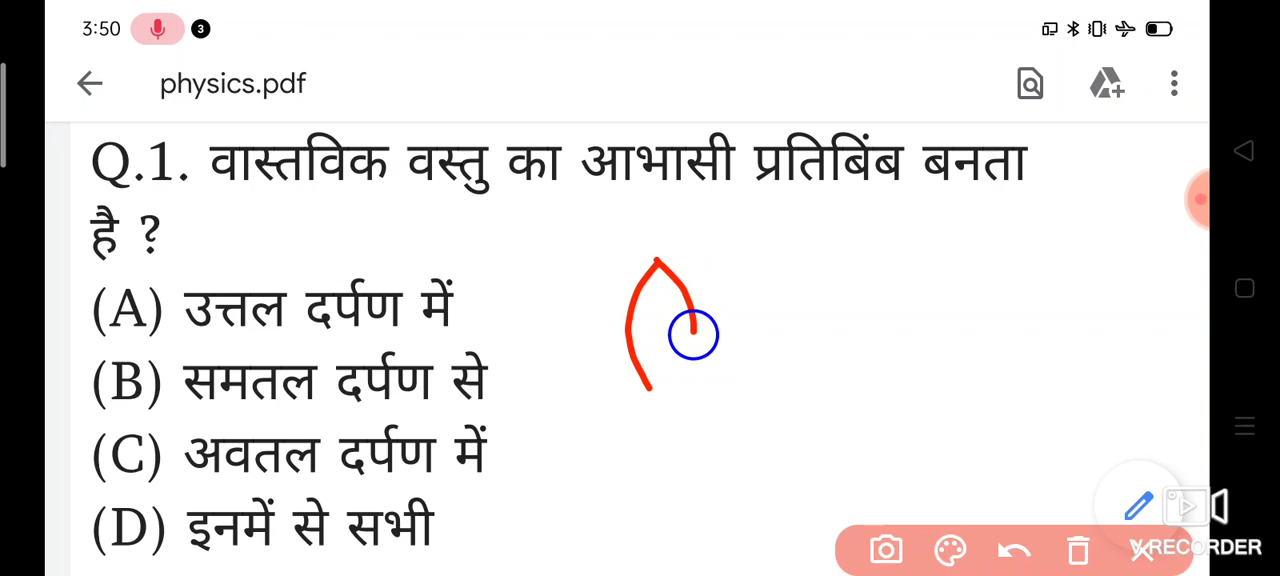 3:50 3
physics.pdf
Q.1. वास्तविक वस्तु का आभासी प्रतिबिंब बनता
है ?
(A) उत्तल दर्पण में
(B) समतल दर्पण से
(C) अवतल दर्पण में
(D) इनमें से सभी
V RECORDER